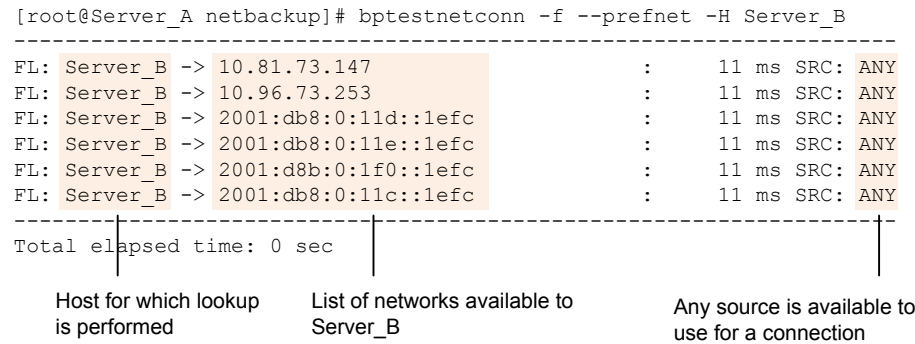 [root@Server_A netbackup]# bptestnetconn -f --prefnet -H Server_B
------------------------------------------------------------------------
FL: Server_B -> 10.81.73.147 : 11 ms SRC: ANY
FL: Server_B -> 10.96.73.253 : 11 ms SRC: ANY
FL: Server_B -> 2001:db8:0:11d::1efc : 11 ms SRC: ANY
FL: Server_B -> 2001:db8:0:11e::1efc : 11 ms SRC: ANY
FL: Server_B -> 2001:d8b:0:1f0::1efc : 11 ms SRC: ANY
FL: Server_B -> 2001:db8:0:11c::1efc : 11 ms SRC: ANY
------------------------------------------------------------------------
Total elapsed time: 0 sec
Host for which lookup
is performed
List of networks available to
Server_B
Any source is available to
use for a connection